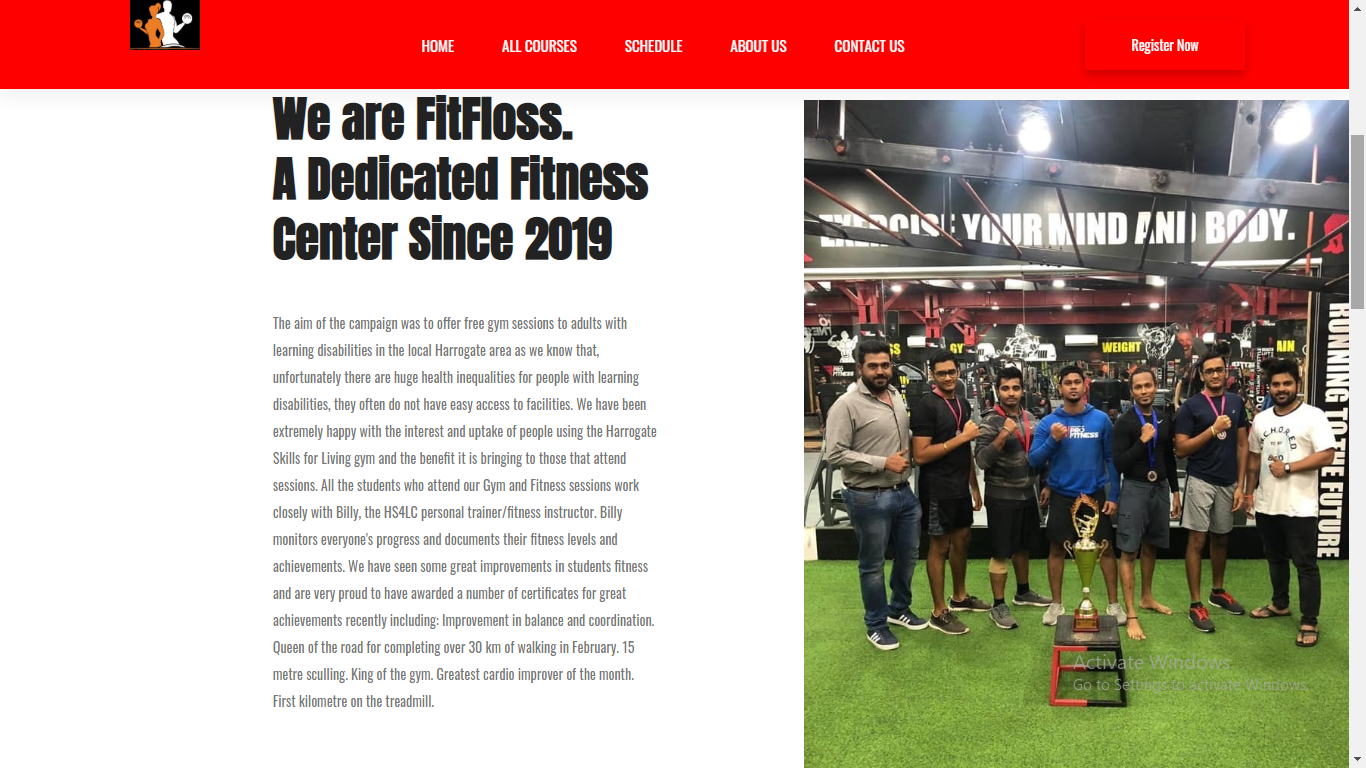 HOME
ALL COURSES
SCHEDULE
ABOUT US
CONTACT US
Register Now
We are FitFloss.
A Dedicated Fitness
Center Since 2019
The aim of the campaign was to offer free gym sessions to adults with
learning disabilities in the local Harrogate area as we know that,
unfortunately there are huge health inequalities for people with learning
disabilities, they often do not have easy access to facilities. We have been
extremely happy with the interest and uptake of people using the Harrogate
Skills for Living gym and the benefit it is bringing to those that attend
sessions. All the students who attend our Gym and Fitness sessions work
closely with Billy, the HS4LC personal trainer/fitness instructor. Billy
monitors everyone's progress and documents their fitness levels and
achievements. We have seen some great improvements in students fitness
and are very proud to have awarded a number of certificates for great
achievements recently including: Improvement in balance and coordination.
Queen of the road for completing over 30 km of walking in February. 15
metre sculling. King of the gym. Greatest cardio improver of the month.
First kilometre on the treadmill.
EXERCISE YOUR MIND AND BODY.
RUNNING TO THE FUTURE
GY
WEIGHT
AIN
PRO
FITNESS
Activate Windows
Go to Settings to activate Windows.